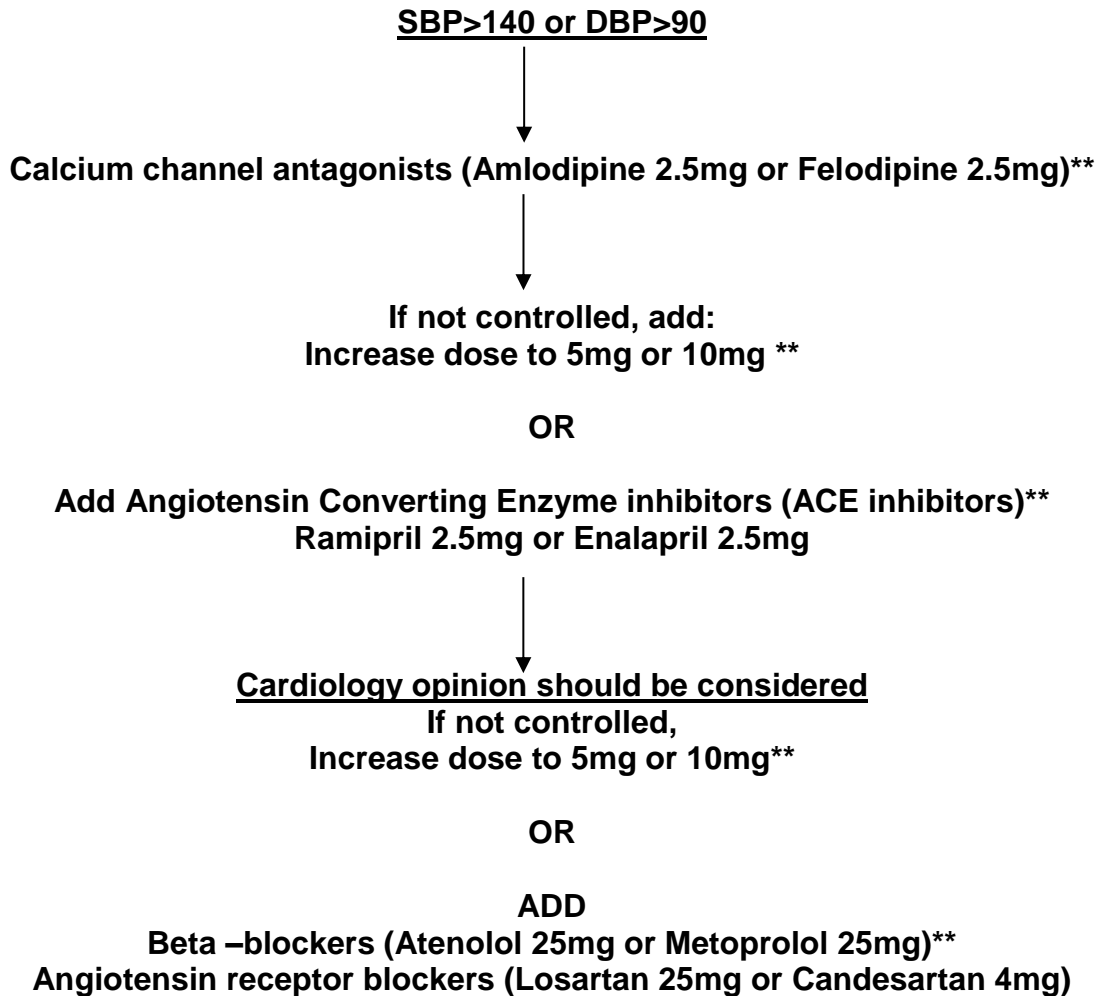 SBP>140 or DBP>90
Calcium channel antagonists (Amlodipine 2.5mg or Felodipine 2.5mg)**
If not controlled, add:
Increase dose to 5mg or 10mg **
OR
Add Angiotensin Converting Enzyme inhibitors (ACE inhibitors)**
Ramipril 2.5mg or Enalapril 2.5mg
Cardiology opinion should be considered
If not controlled,
Increase dose to 5mg or 10mg**
OR
ADD
Beta –blockers (Atenolol 25mg or Metoprolol 25mg)**
Angiotensin receptor blockers (Losartan 25mg or Candesartan 4mg)